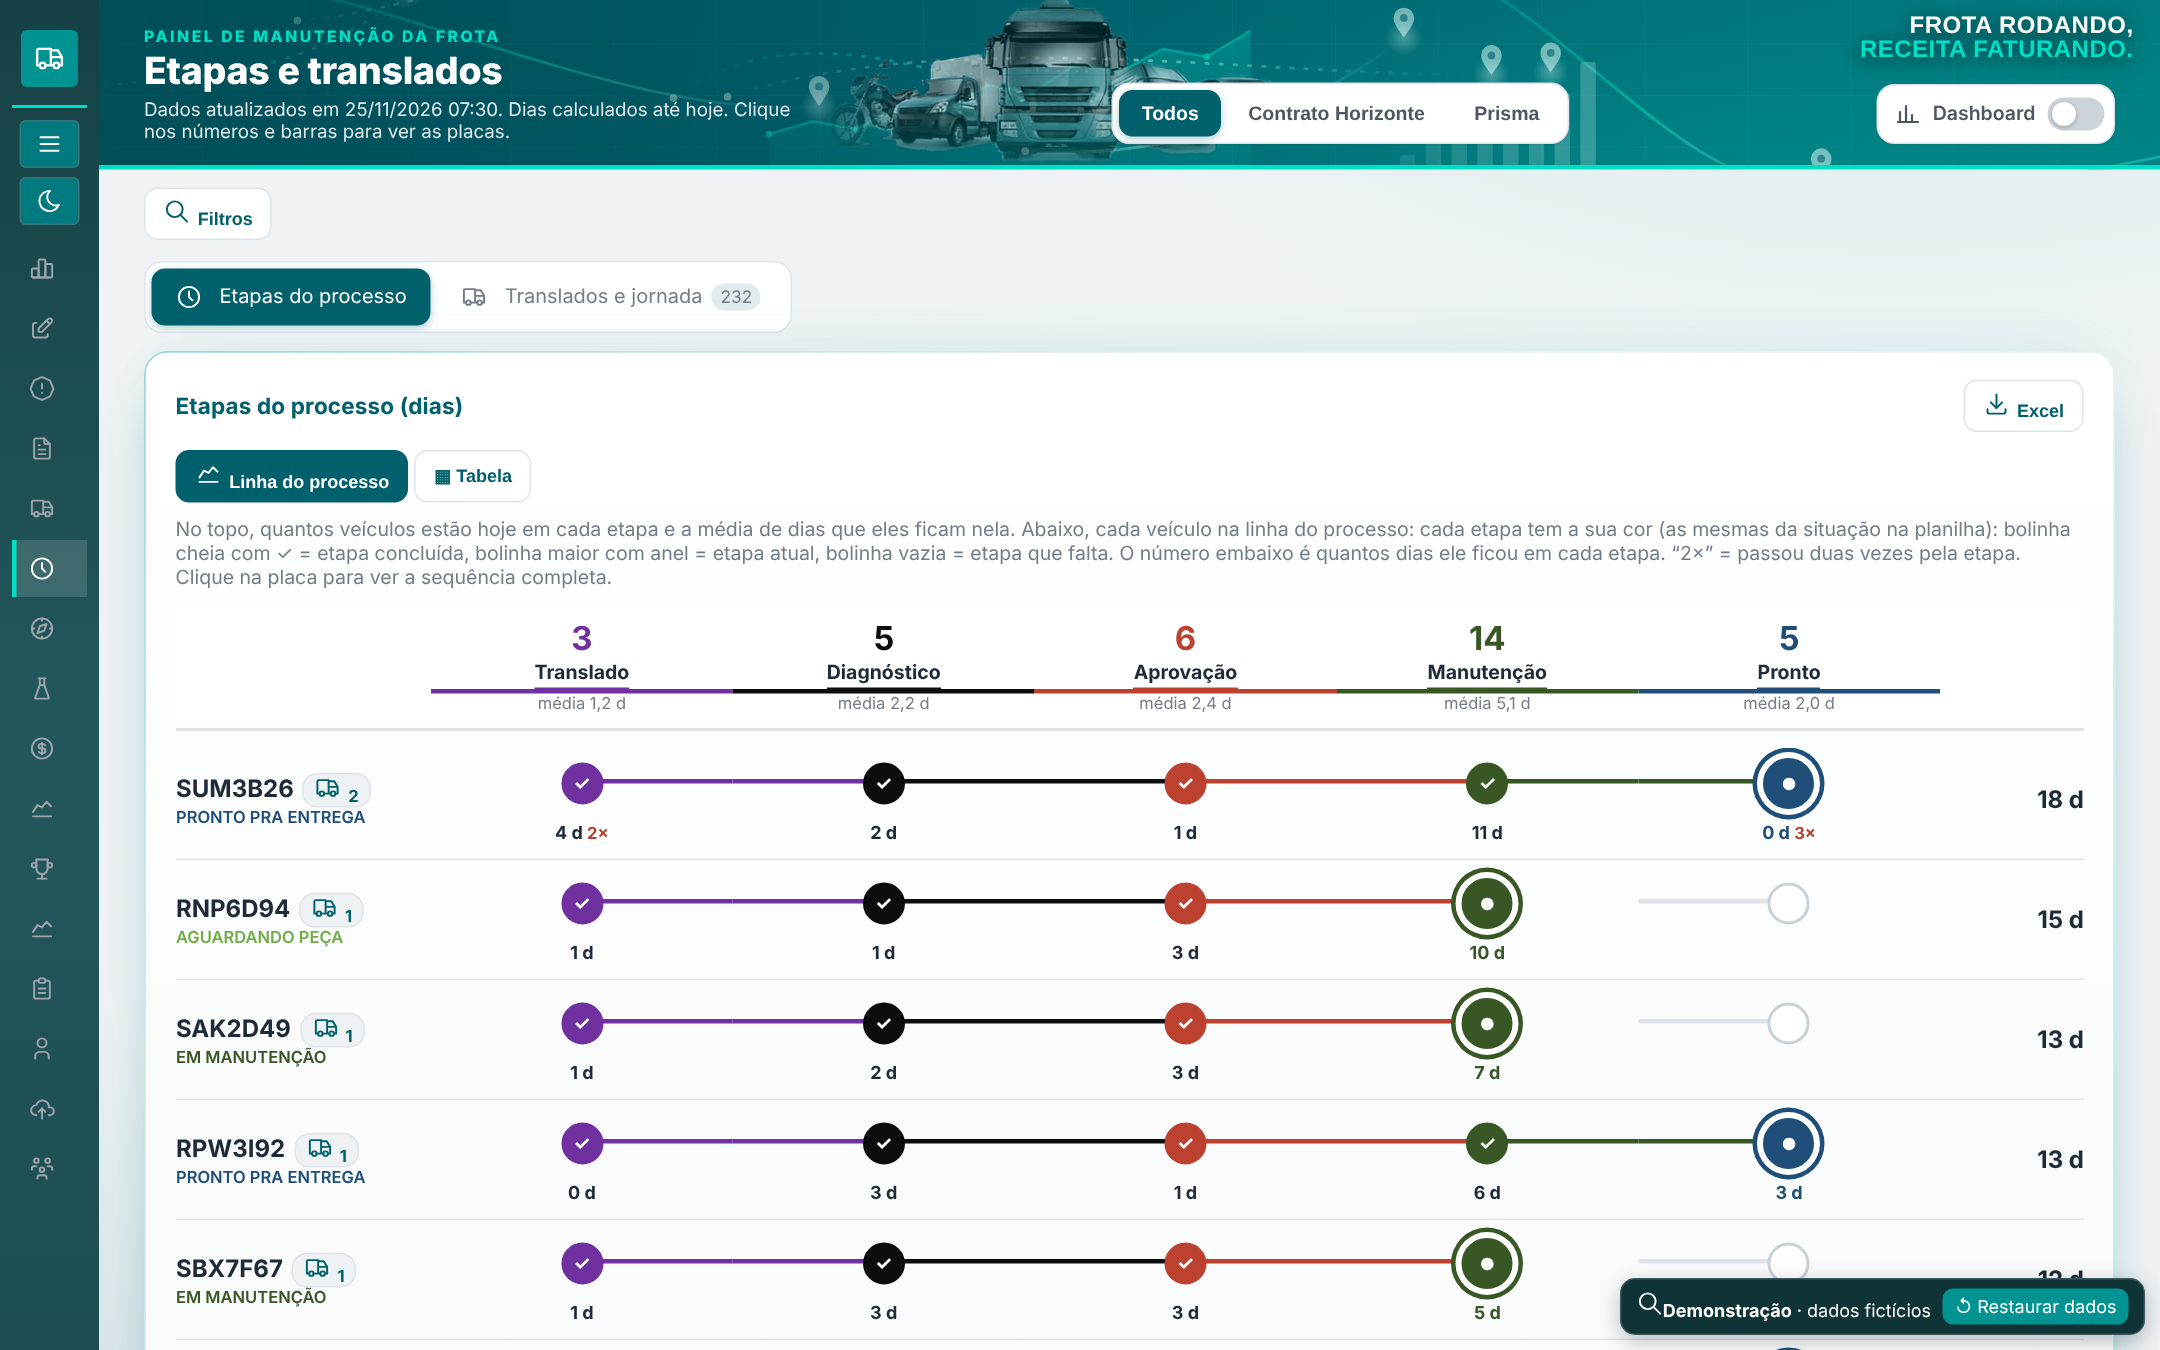 PAINEL DE MANUTENÇÃO DA FROTA
Etapas e translados
Dados atualizados em 25/11/2026 07:30. Dias calculados até hoje. Clique
nos números e barras para ver as placas.
Todos
Contrato Horizonte
Prisma
FROTA RODANDO,
RECEITA FATURANDO.
Dashboard
Filtros
Etapas do processo
Translados e jornada 232
Etapas do processo (dias)
Excel
Linha do processo
Tabela
No topo, quantos veículos estão hoje em cada etapa e a média de dias que eles ficam nela. Abaixo, cada veículo na linha do processo: cada etapa tem a sua cor (as mesmas da situação na planilha): bolinha
cheia com ✓ = etapa concluída, bolinha maior com anel = etapa atual, bolinha vazia = etapa que falta. O número embaixo é quantos dias ele ficou em cada etapa. “2×” = passou duas vezes pela etapa.
Clique na placa para ver a sequência completa.
3 5 6 14 5
Translado Diagnóstico Aprovação Manutenção Pronto
média 1,2 d média 2,2 d média 2,4 d média 5,1 d média 2,0 d
SUM3B26 2
PRONTO PRA ENTREGA
4 d 2× 2 d 1 d 11 d 0 d 3×
18 d
RNP6D94 1
AGUARDANDO PEÇA
1 d 1 d 3 d 10 d
15 d
SAK2D49 1
EM MANUTENÇÃO
1 d 2 d 3 d 7 d
13 d
RPW3I92 1
PRONTO PRA ENTREGA
0 d 3 d 1 d 6 d 3 d
13 d
SBX7F67 1
EM MANUTENÇÃO
1 d 3 d 3 d 5 d
Demonstração · dados fictícios
Restaurar dados